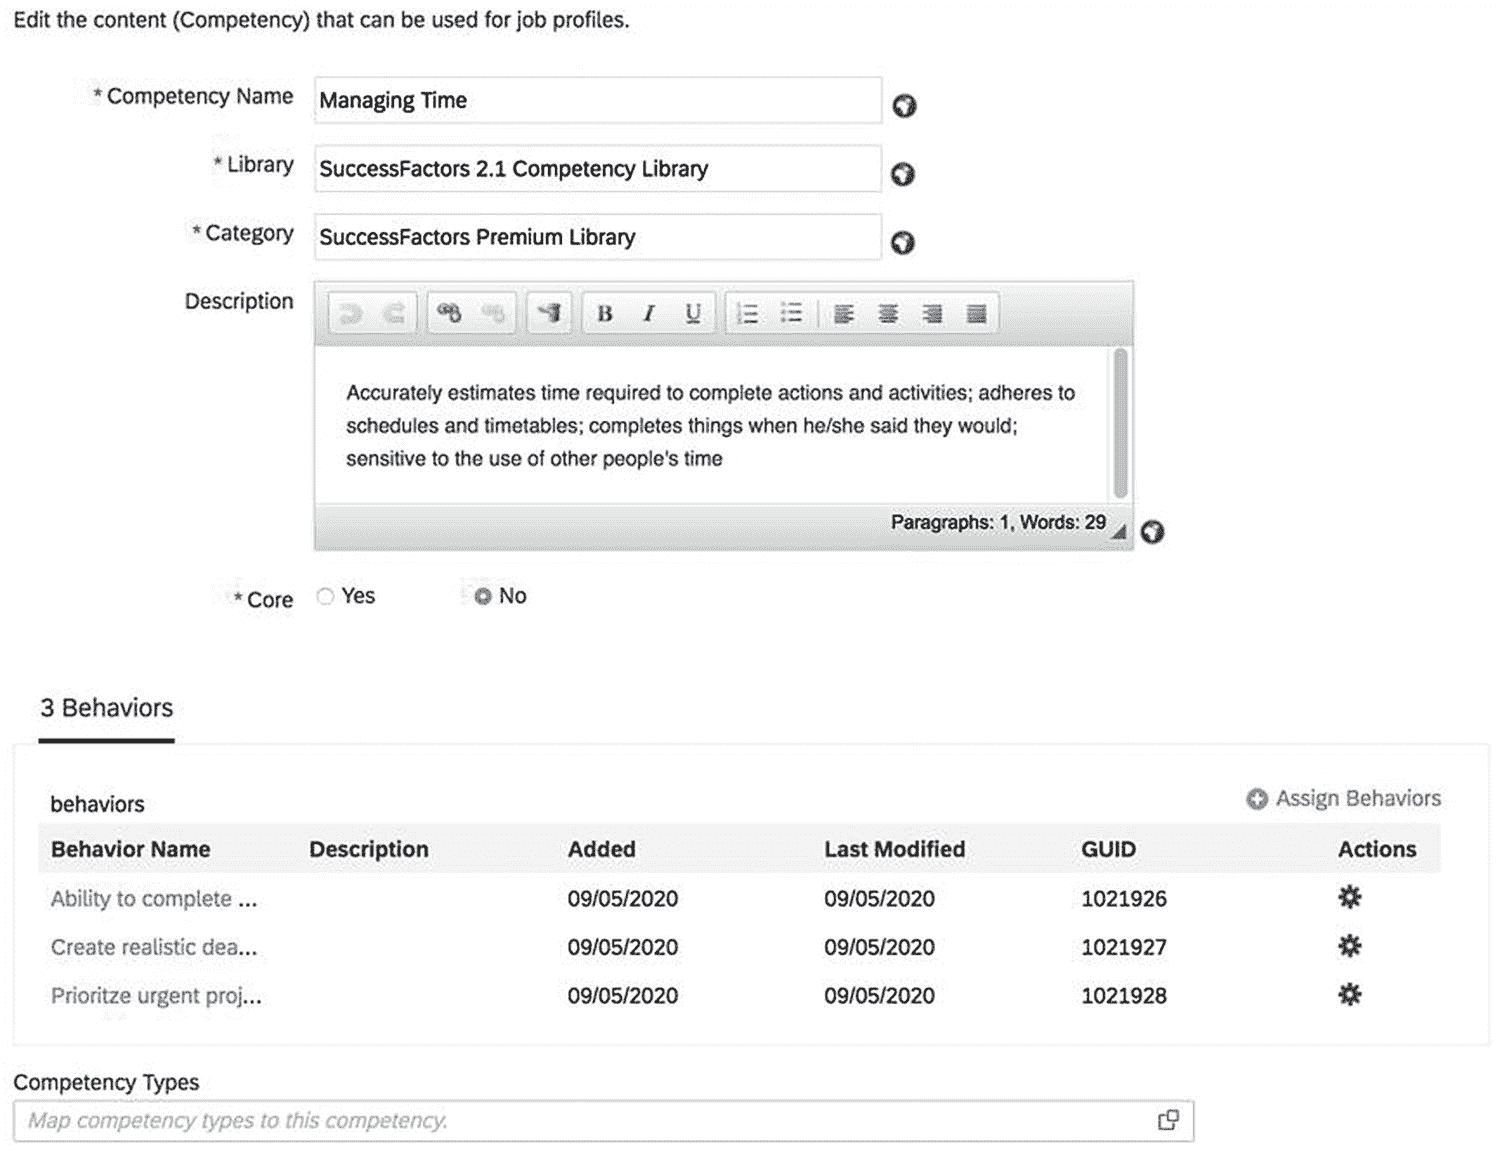 Edit the content (Competency) that can be used for job profiles.
* Competency Name Managing Time
* Library SuccessFactors 2.1 Competency Library
* Category SuccessFactors Premium Library
Description
B I U
Accurately estimates time required to complete actions and activities; adheres to
schedules and timetables; completes things when he/she said they would;
sensitive to the use of other people's time
Paragraphs: 1, Words: 29
* Core Yes No
3 Behaviors
behaviors Assign Behaviors
Behavior Name Description Added Last Modified GUID Actions
Ability to complete ... 09/05/2020 09/05/2020 1021926
Create realistic dea... 09/05/2020 09/05/2020 1021927
Prioritze urgent proj... 09/05/2020 09/05/2020 1021928
Competency Types
Map competency types to this competency.